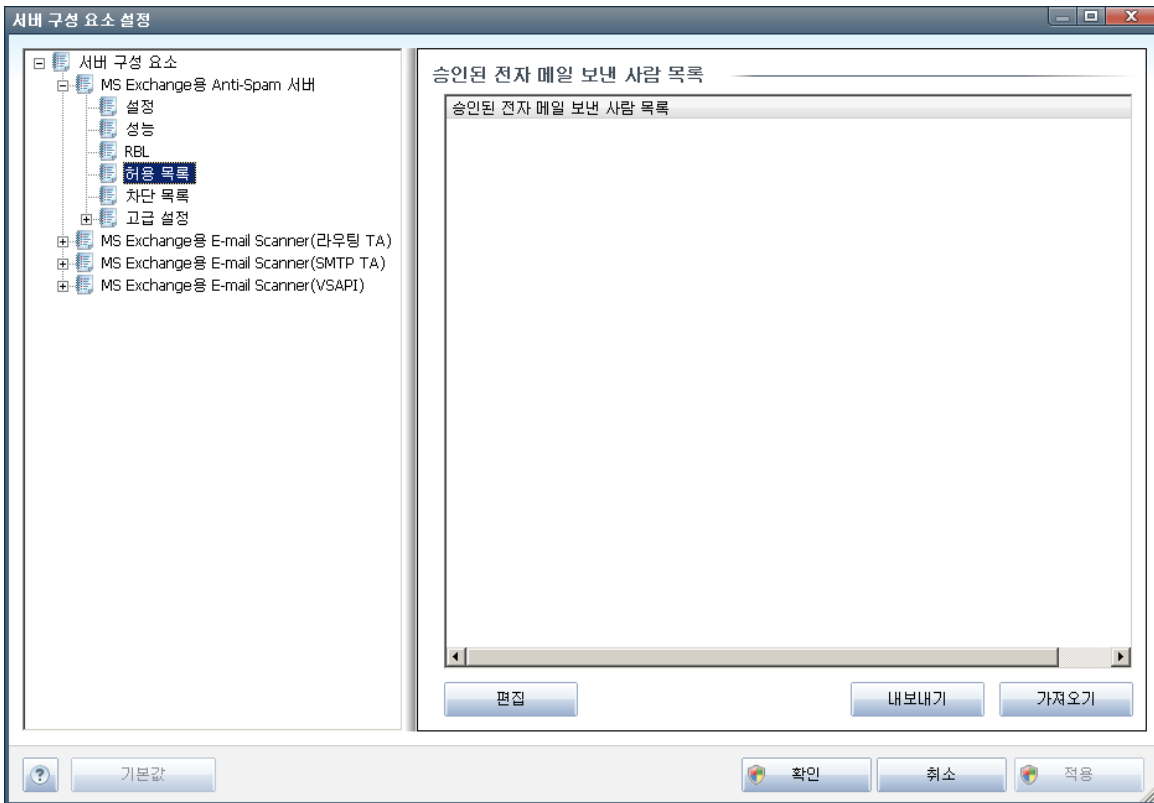 서버 구성 요소 설정
서버 구성 요소
MS Exchange용 Anti-Spam 서버
설정
성능
RBL
허용 목록
차단 목록
고급 설정
MS Exchange용 E-mail Scanner(라우팅 TA)
MS Exchange용 E-mail Scanner(SMTP TA)
MS Exchange용 E-mail Scanner(VSAPI)
승인된 전자 메일 보낸 사람 목록
승인된 전자 메일 보낸 사람 목록
편집
내보내기
가져오기
기본값
확인
취소
적용